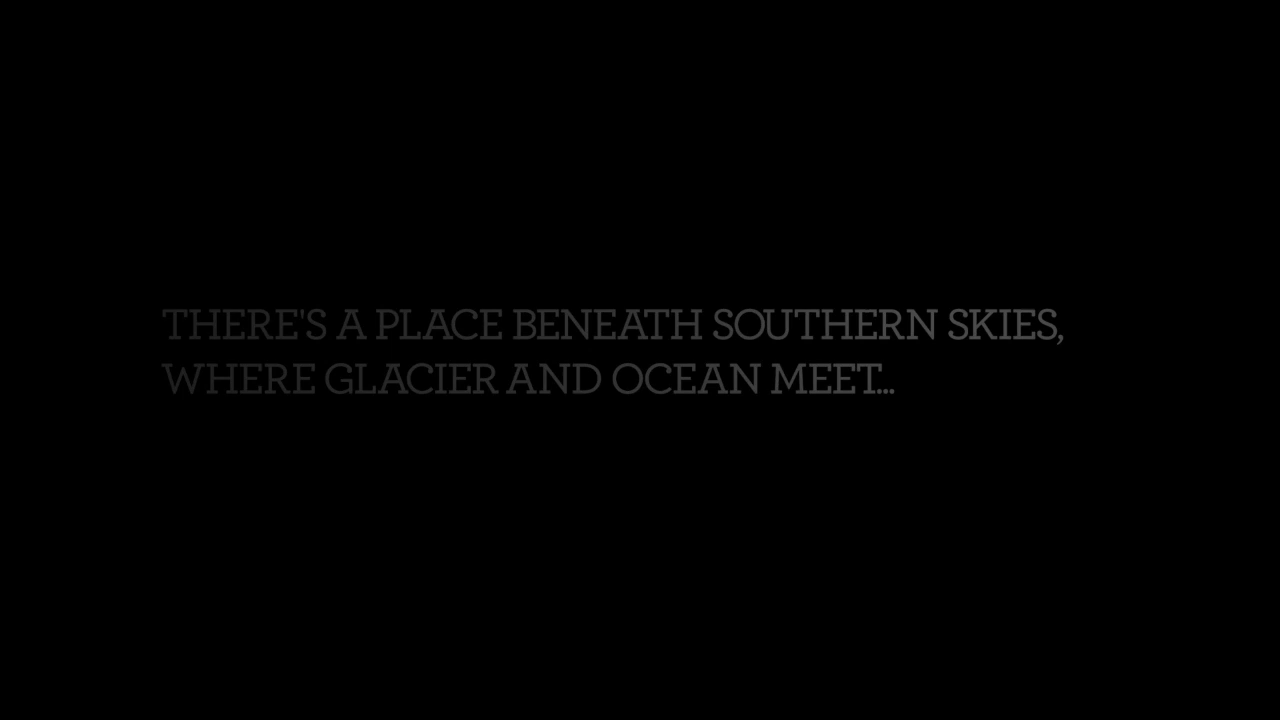 THERE'S A PLACE BENEATH SOUTHERN SKIES,
WHERE GLACIER AND OCEAN MEET...